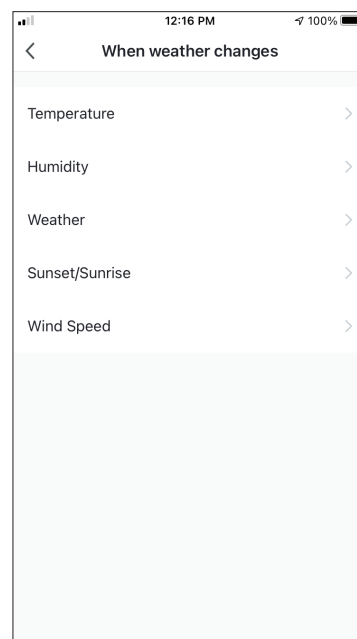 12:16 PM 100%
When weather changes
Temperature
Humidity
Weather
Sunset/Sunrise
Wind Speed